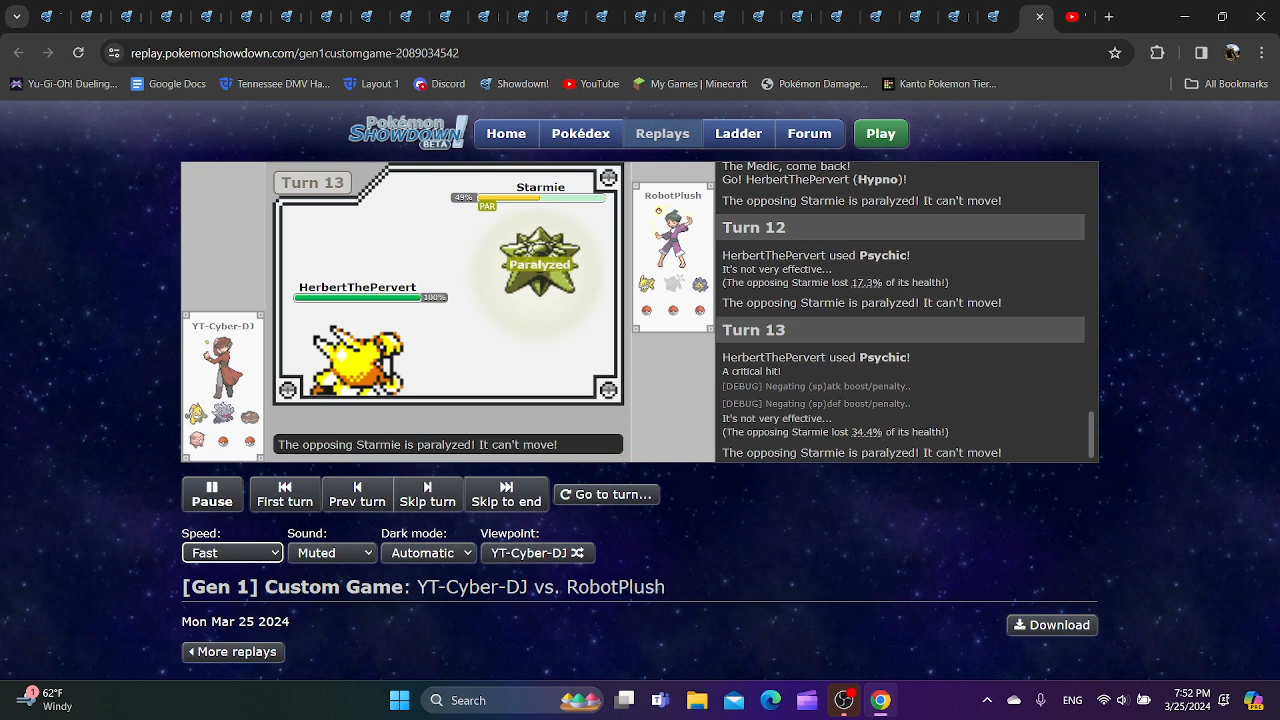 replay.pokemonshowdown.com/gen1customgame-2089034542
Yu-Gi-Oh! Dueling...
Google Docs
Tennessee DMV Ha...
Layout 1
Discord
Showdown!
YouTube
My Games | Minecraft
Pokémon Damage...
Kanto Pokemon Tier...
All Bookmarks
Pokémon
SHOWDOWN!
BETA
Home
Pokédex
Replays
Ladder
Forum
Play
Turn 13
Starmie
49%
PAR
Paralyzed
HerbertThePervert
100%
YT-Cyber-DJ
RobotPlush
The opposing Starmie is paralyzed! It can't move!
The Medic, come back!
Go! HerbertThePervert (Hypno)!
The opposing Starmie is paralyzed! It can't move!
Turn 12
HerbertThePervert used Psychic!
It's not very effective...
(The opposing Starmie lost 17.3% of its health!)
The opposing Starmie is paralyzed! It can't move!
Turn 13
HerbertThePervert used Psychic!
A critical hit!
[DEBUG] Negating (sp)atk boost/penalty..
[DEBUG] Negating (sp)def boost/penalty..
It's not very effective...
(The opposing Starmie lost 34.4% of its health!)
The opposing Starmie is paralyzed! It can't move!
Pause
First turn
Prev turn
Skip turn
Skip to end
Go to turn...
Speed:
Fast
Sound:
Muted
Dark mode:
Automatic
Viewpoint:
YT-Cyber-DJ
[Gen 1] Custom Game: YT-Cyber-DJ vs. RobotPlush
Mon Mar 25 2024
Download
More replays
1
62°F
Windy
Search
ENG
7:52 PM
3/25/2024